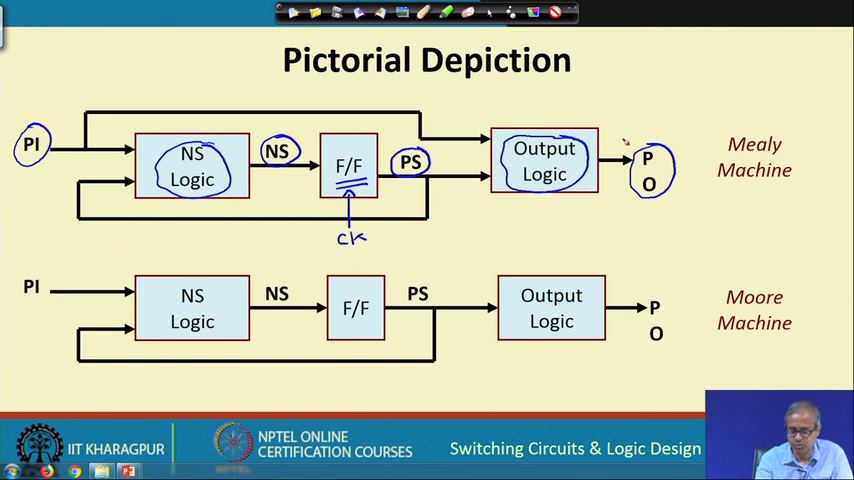 Pictorial Depiction
PI
NS
Logic
NS
F/F
PS
Output
Logic
P
O
Mealy
Machine
CK
PI
NS
Logic
NS
F/F
PS
Output
Logic
P
O
Moore
Machine
IIT KHARAGPUR
NPTEL ONLINE
CERTIFICATION COURSES
NPTEL
Switching Circuits & Logic Design